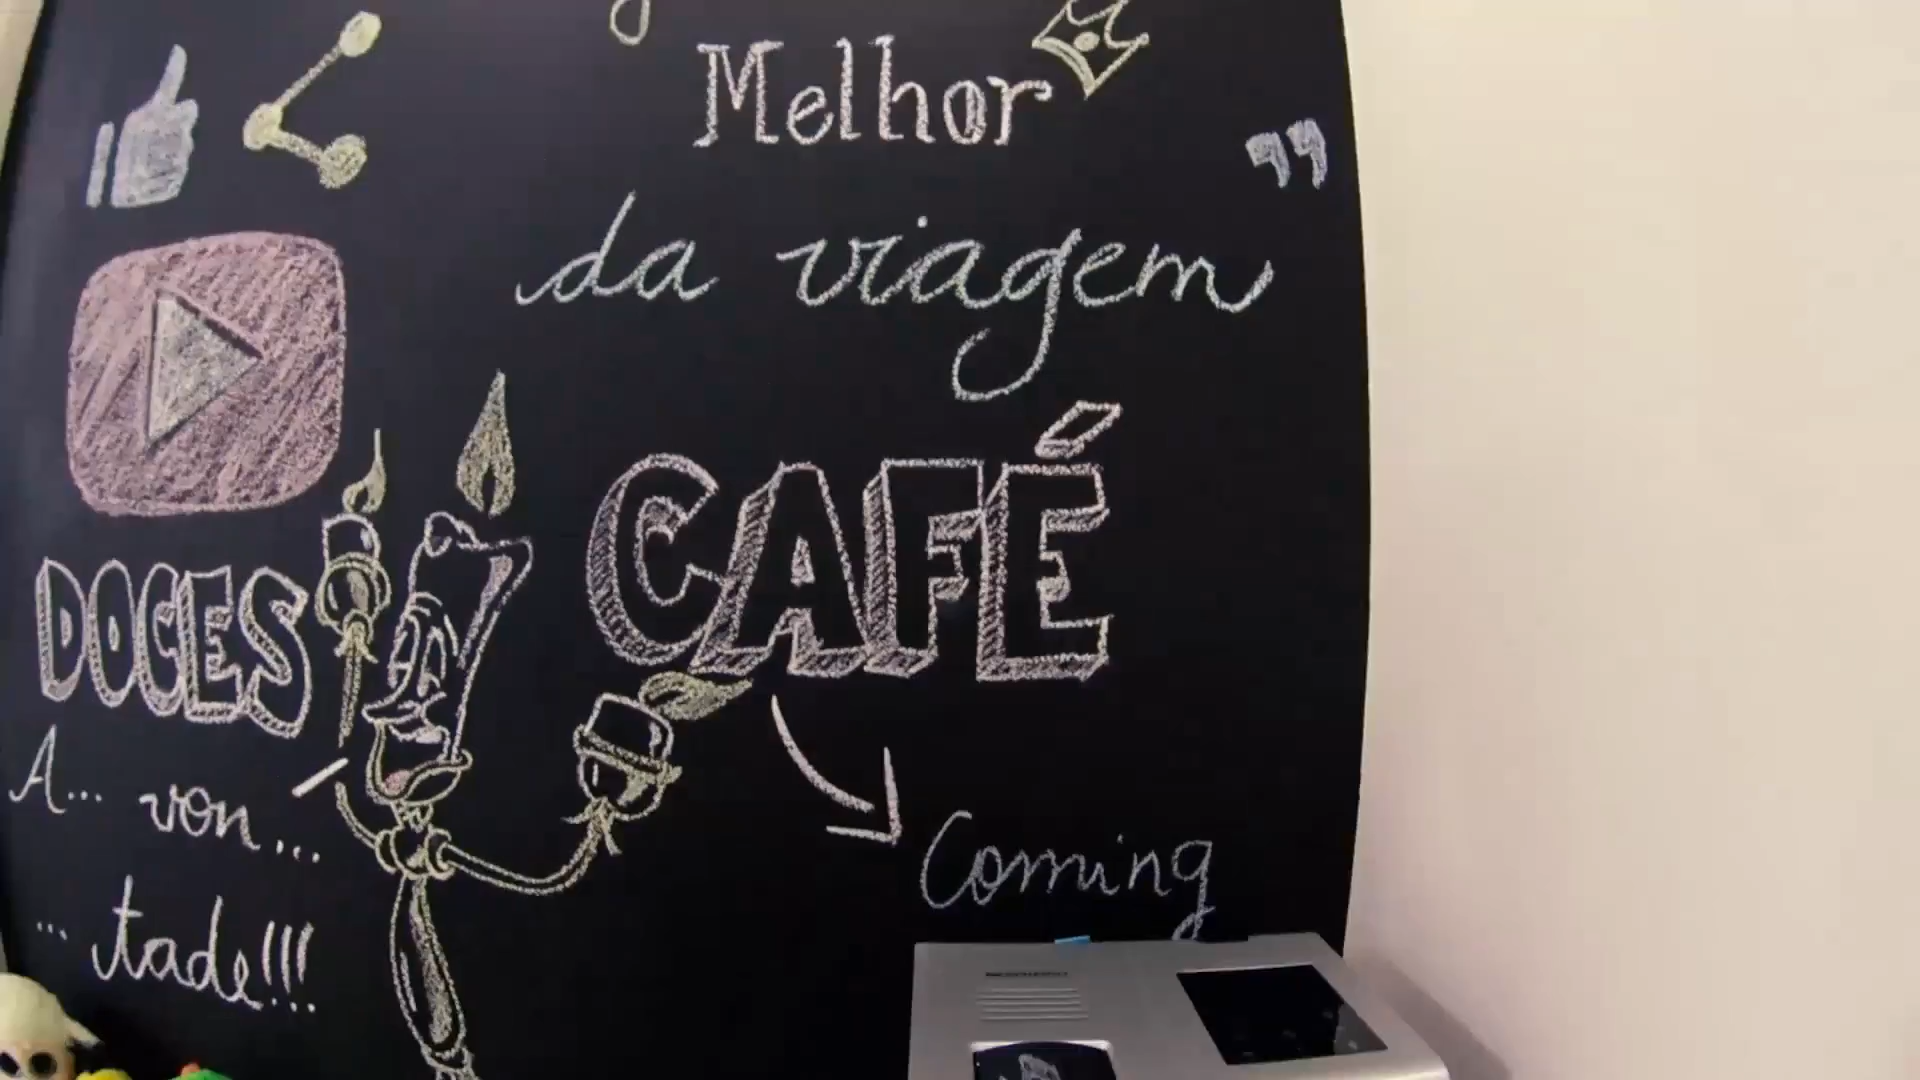 Melhor
da viagem
"
CAFÉ
DOCES
A... von...
... tade!!!
Coming